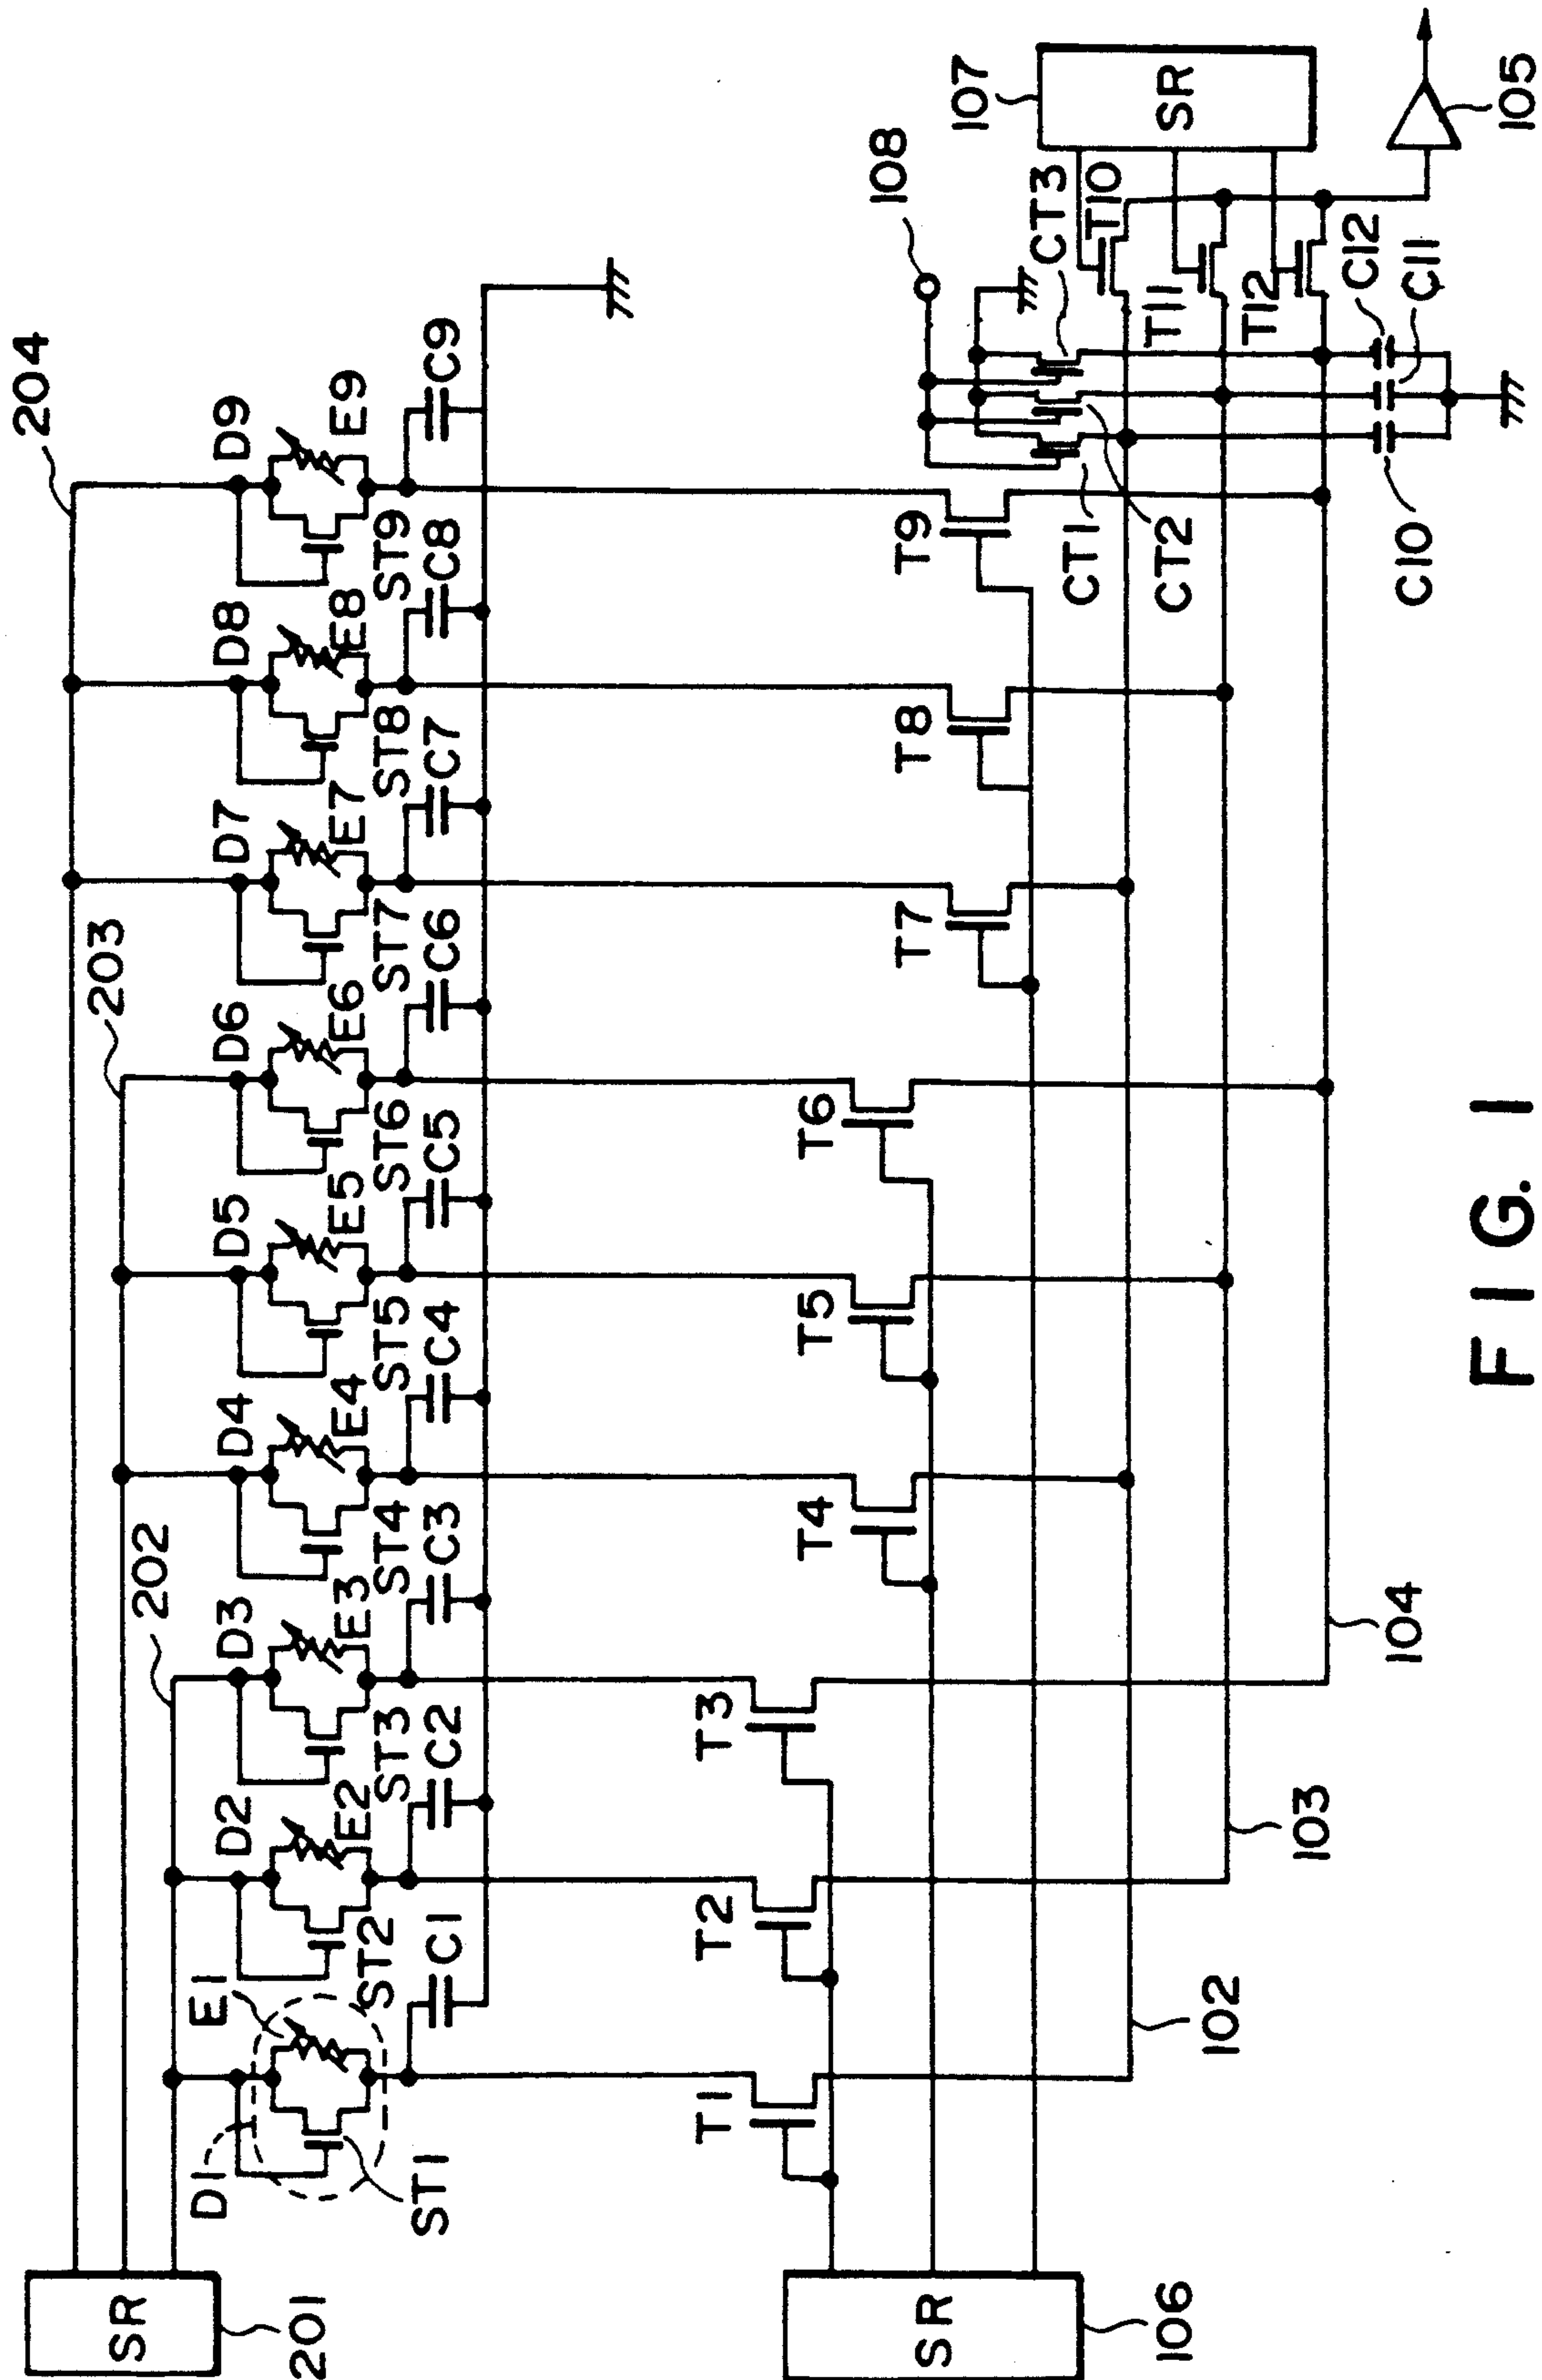 204
203
202
D1
E1
D2
D3
D4
D5
D6
D7
D8
D9
E2
E3
E4
E5
E6
E7
E8
E9
ST1
ST2
ST3
ST4
ST5
ST6
ST7
ST8
ST9
C1
C2
C3
C4
C5
C6
C7
C8
C9
SR
201
T1
T2
T3
T4
T5
T6
T7
T8
T9
SR
106
108
107
SR
CT3
T10
T11
T12
CT1
CT2
C10
C12
C11
105
102
103
104
FIG. 1